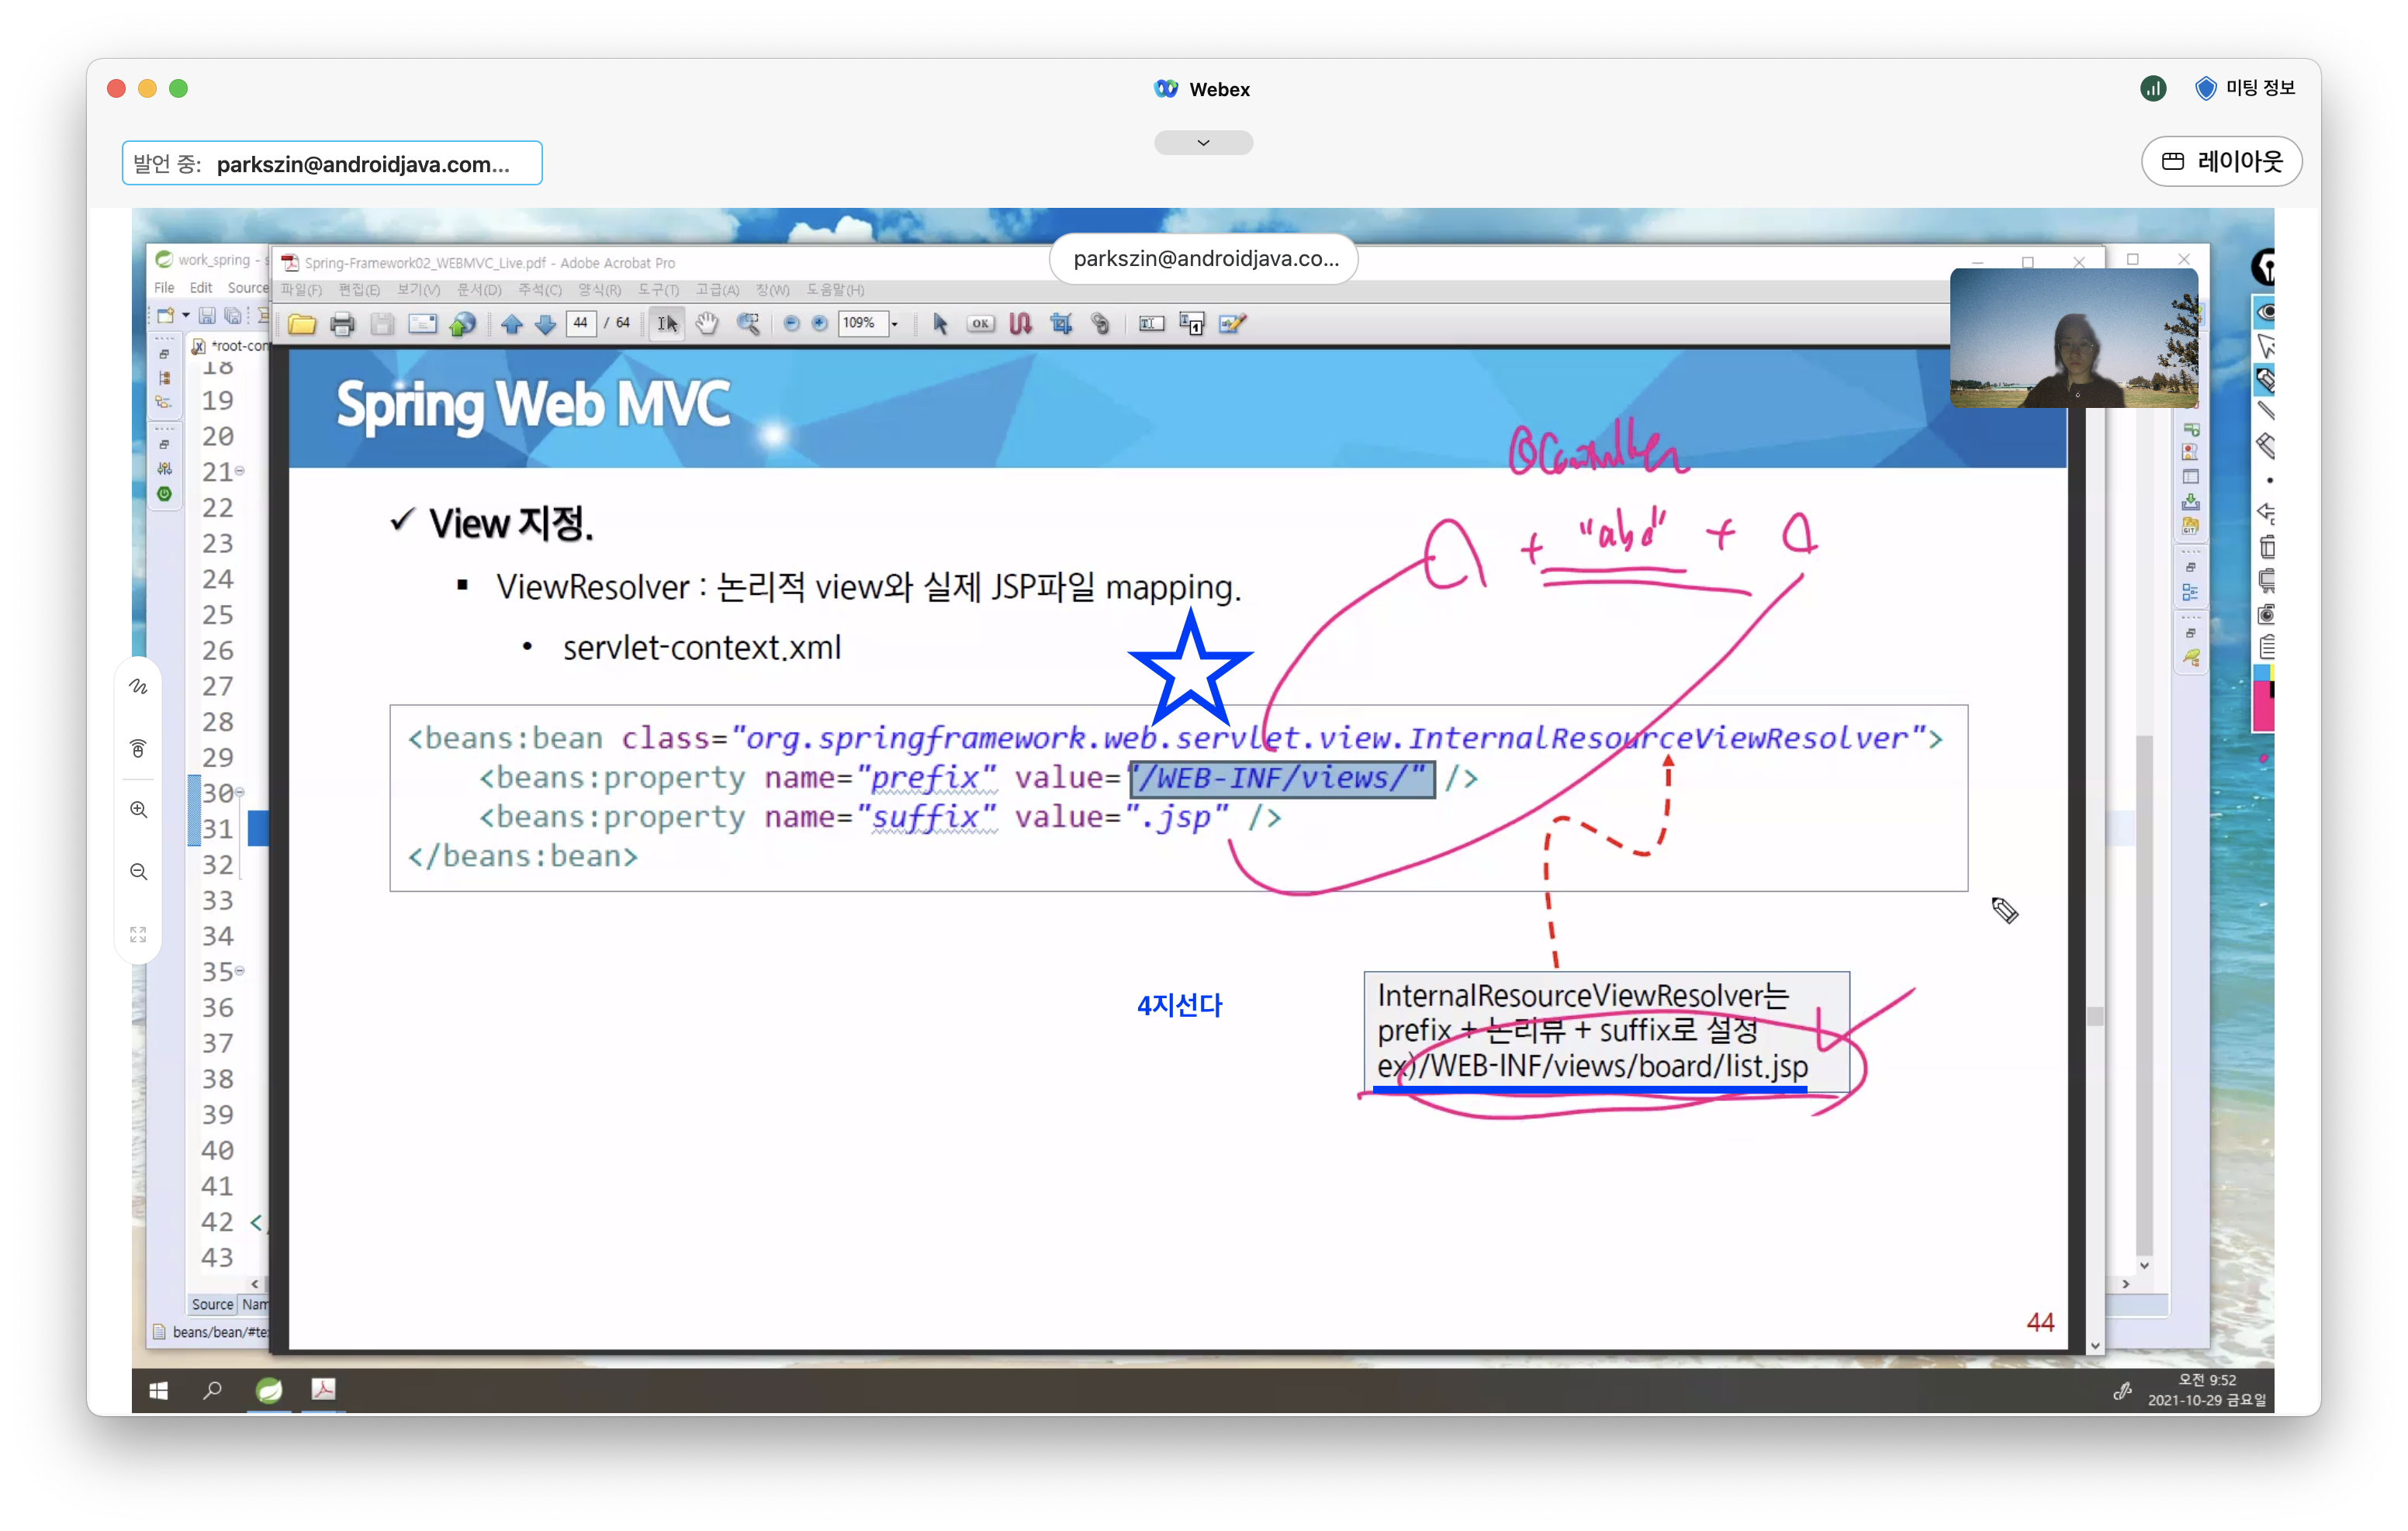 Webex
미팅 정보
발언 중: parkszin@androidjava.com...
레이아웃
parkszin@androidjava.co...
work_spring - s
Spring-Framework02_WEBMVC_Live.pdf - Adobe Acrobat Pro
File Edit Source
파일(F) 편집(E) 보기(V) 문서(D) 주석(C) 양식(R) 도구(T) 고급(A) 창(W) 도움말(H)
44 / 64
109%
OK
*root-con
18
19
20
21
22
23
24
25
26
27
28
29
30
31
32
33
34
35
36
37
38
39
40
41
42 </
43
Spring Web MVC
@Controller
+ "abd" +
✓ View 지정.
▪ ViewResolver : 논리적 view와 실제 JSP파일 mapping.
• servlet-context.xml
<beans:bean class="org.springframework.web.servlet.view.InternalResourceViewResolver">
<beans:property name="prefix" value="/WEB-INF/views/" />
<beans:property name="suffix" value=".jsp" />
</beans:bean>
4지선다
InternalResourceViewResolver는
prefix + 논리뷰 + suffix로 설정
ex)/WEB-INF/views/board/list.jsp
44
Source Nam
beans/bean/#te
오전 9:52
2021-10-29 금요일